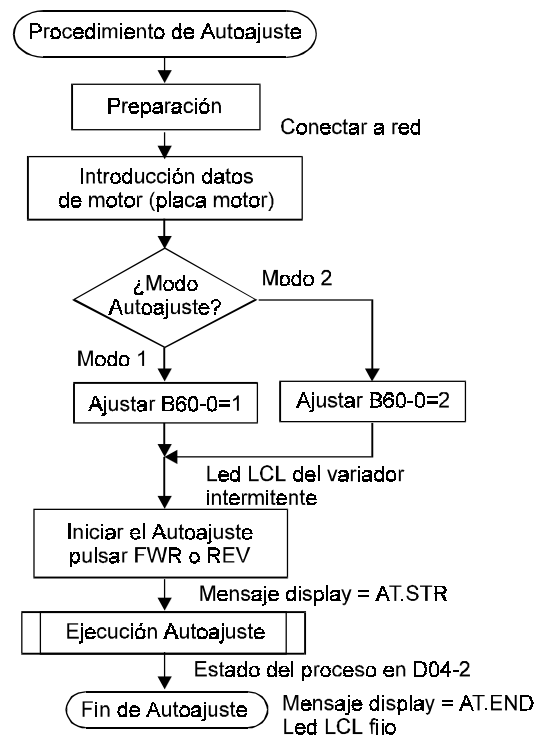 Procedimiento de Autoajuste
Preparación
Conectar a red
Introducción datos
de motor (placa motor)
¿Modo
Autoajuste?
Modo 2
Modo 1
Ajustar B60-0=1
Ajustar B60-0=2
Led LCL del variador
intermitente
Iniciar el Autoajuste
pulsar FWR o REV
Mensaje display = AT.STR
Ejecución Autoajuste
Estado del proceso en D04-2
Fin de Autoajuste
Mensaje display = AT.END
Led LCL fijo